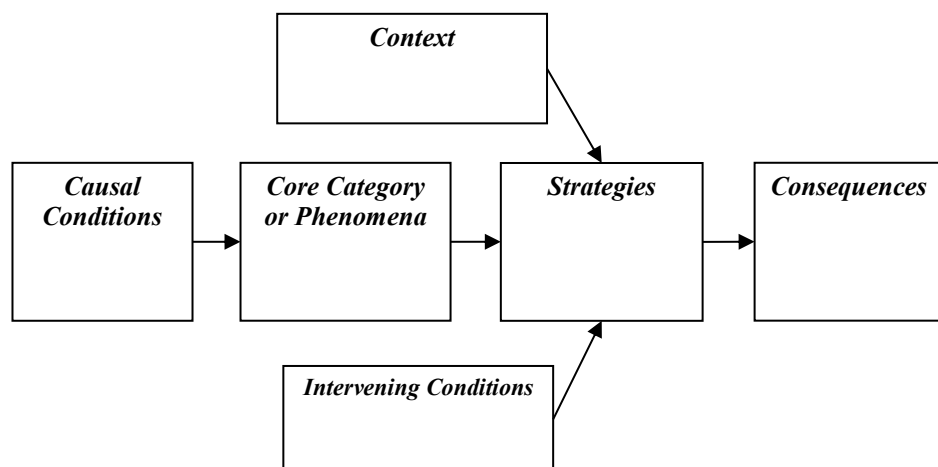 Context
Causal
Conditions
Core Category
or Phenomena
Strategies
Consequences
Intervening Conditions